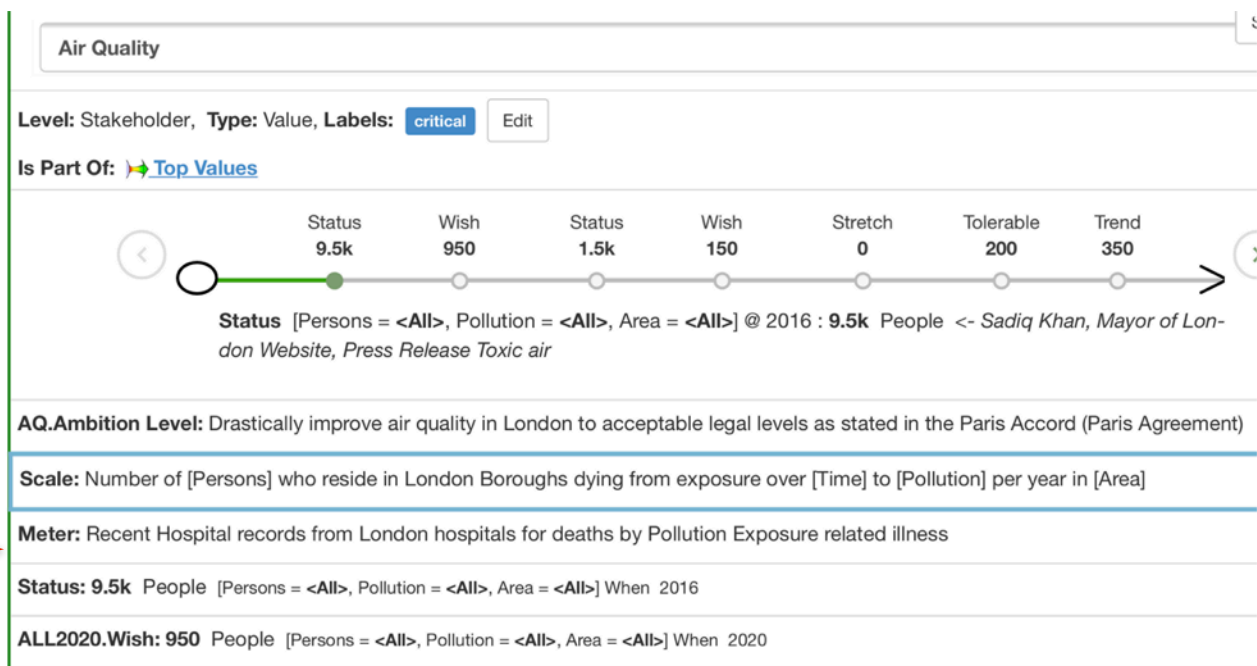 Air Quality
Level: Stakeholder, Type: Value, Labels: critical Edit
Is Part Of: Top Values
Status Wish Status Wish Stretch Tolerable Trend
9.5k 950 1.5k 150 0 200 350
Status [Persons = <All>, Pollution = <All>, Area = <All>] @ 2016 : 9.5k People <- Sadiq Khan, Mayor of Lon-
don Website, Press Release Toxic air
AQ.Ambition Level: Drastically improve air quality in London to acceptable legal levels as stated in the Paris Accord (Paris Agreement)
Scale: Number of [Persons] who reside in London Boroughs dying from exposure over [Time] to [Pollution] per year in [Area]
Meter: Recent Hospital records from London hospitals for deaths by Pollution Exposure related illness
Status: 9.5k People [Persons = <All>, Pollution = <All>, Area = <All>] When 2016
ALL2020.Wish: 950 People [Persons = <All>, Pollution = <All>, Area = <All>] When 2020